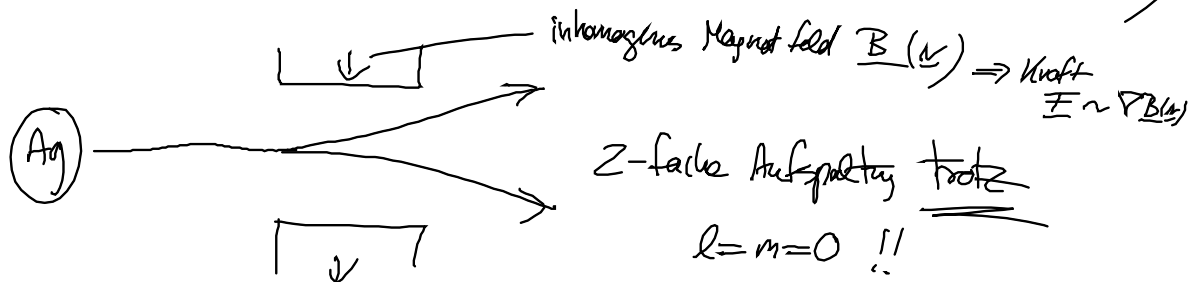 inhomogenes Magnetfeld B(r) ⇒ Kraft
F ~ ∇B(r)
Ag
2-fache Aufspaltung trotz
l=m=0 !!